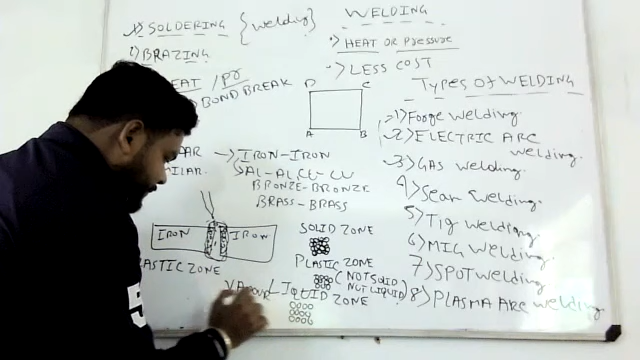 WELDING
1) SOLDERING { welding }
2) BRAZING
HEAT OR Pressure
LESS COST
HEAT / Pr
BOND BREAK
D C
A B
Types of WELDING
1) Forge welding.
2) ELECTRIC ARC
welding.
3) GAS welding.
4) Seam welding.
5) Tig welding.
6) MIG welding.
7) SPOT welding.
8) PLASMA ARC welding.
IRON-IRON
AL-AL, CU-CU
BRONZE-BRONZE
BRASS-BRASS
IRON IRON
SOLID ZONE
PLASTIC ZONE
(NOT SOLID
NOT LIQUID)
LIQUID ZONE